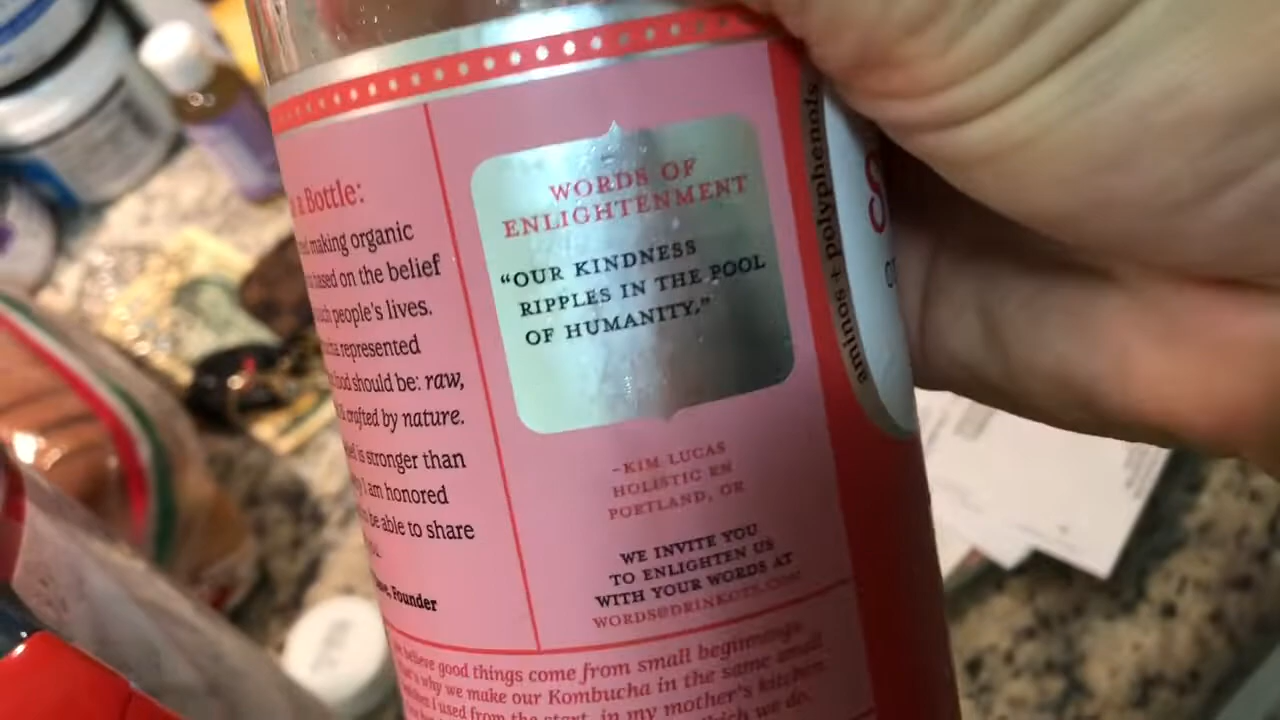 a Bottle:
making organic
based on the belief
people's lives.
represented
food should be: raw,
crafted by nature.
is stronger than
I am honored
be able to share
Founder
WORDS OF
ENLIGHTENMENT
"OUR KINDNESS
RIPPLES IN THE POOL
OF HUMANITY."
-KIM LUCAS
HOLISTIC RN
PORTLAND, OR
WE INVITE YOU
TO ENLIGHTEN US
WITH YOUR WORDS AT
WORDS@DRINKGTS.COM
believe good things come from small beginnings.
why we make our Kombucha in the same small
I used from the start, in my mother's kitchen.
which we do.
aminos + polyphenols